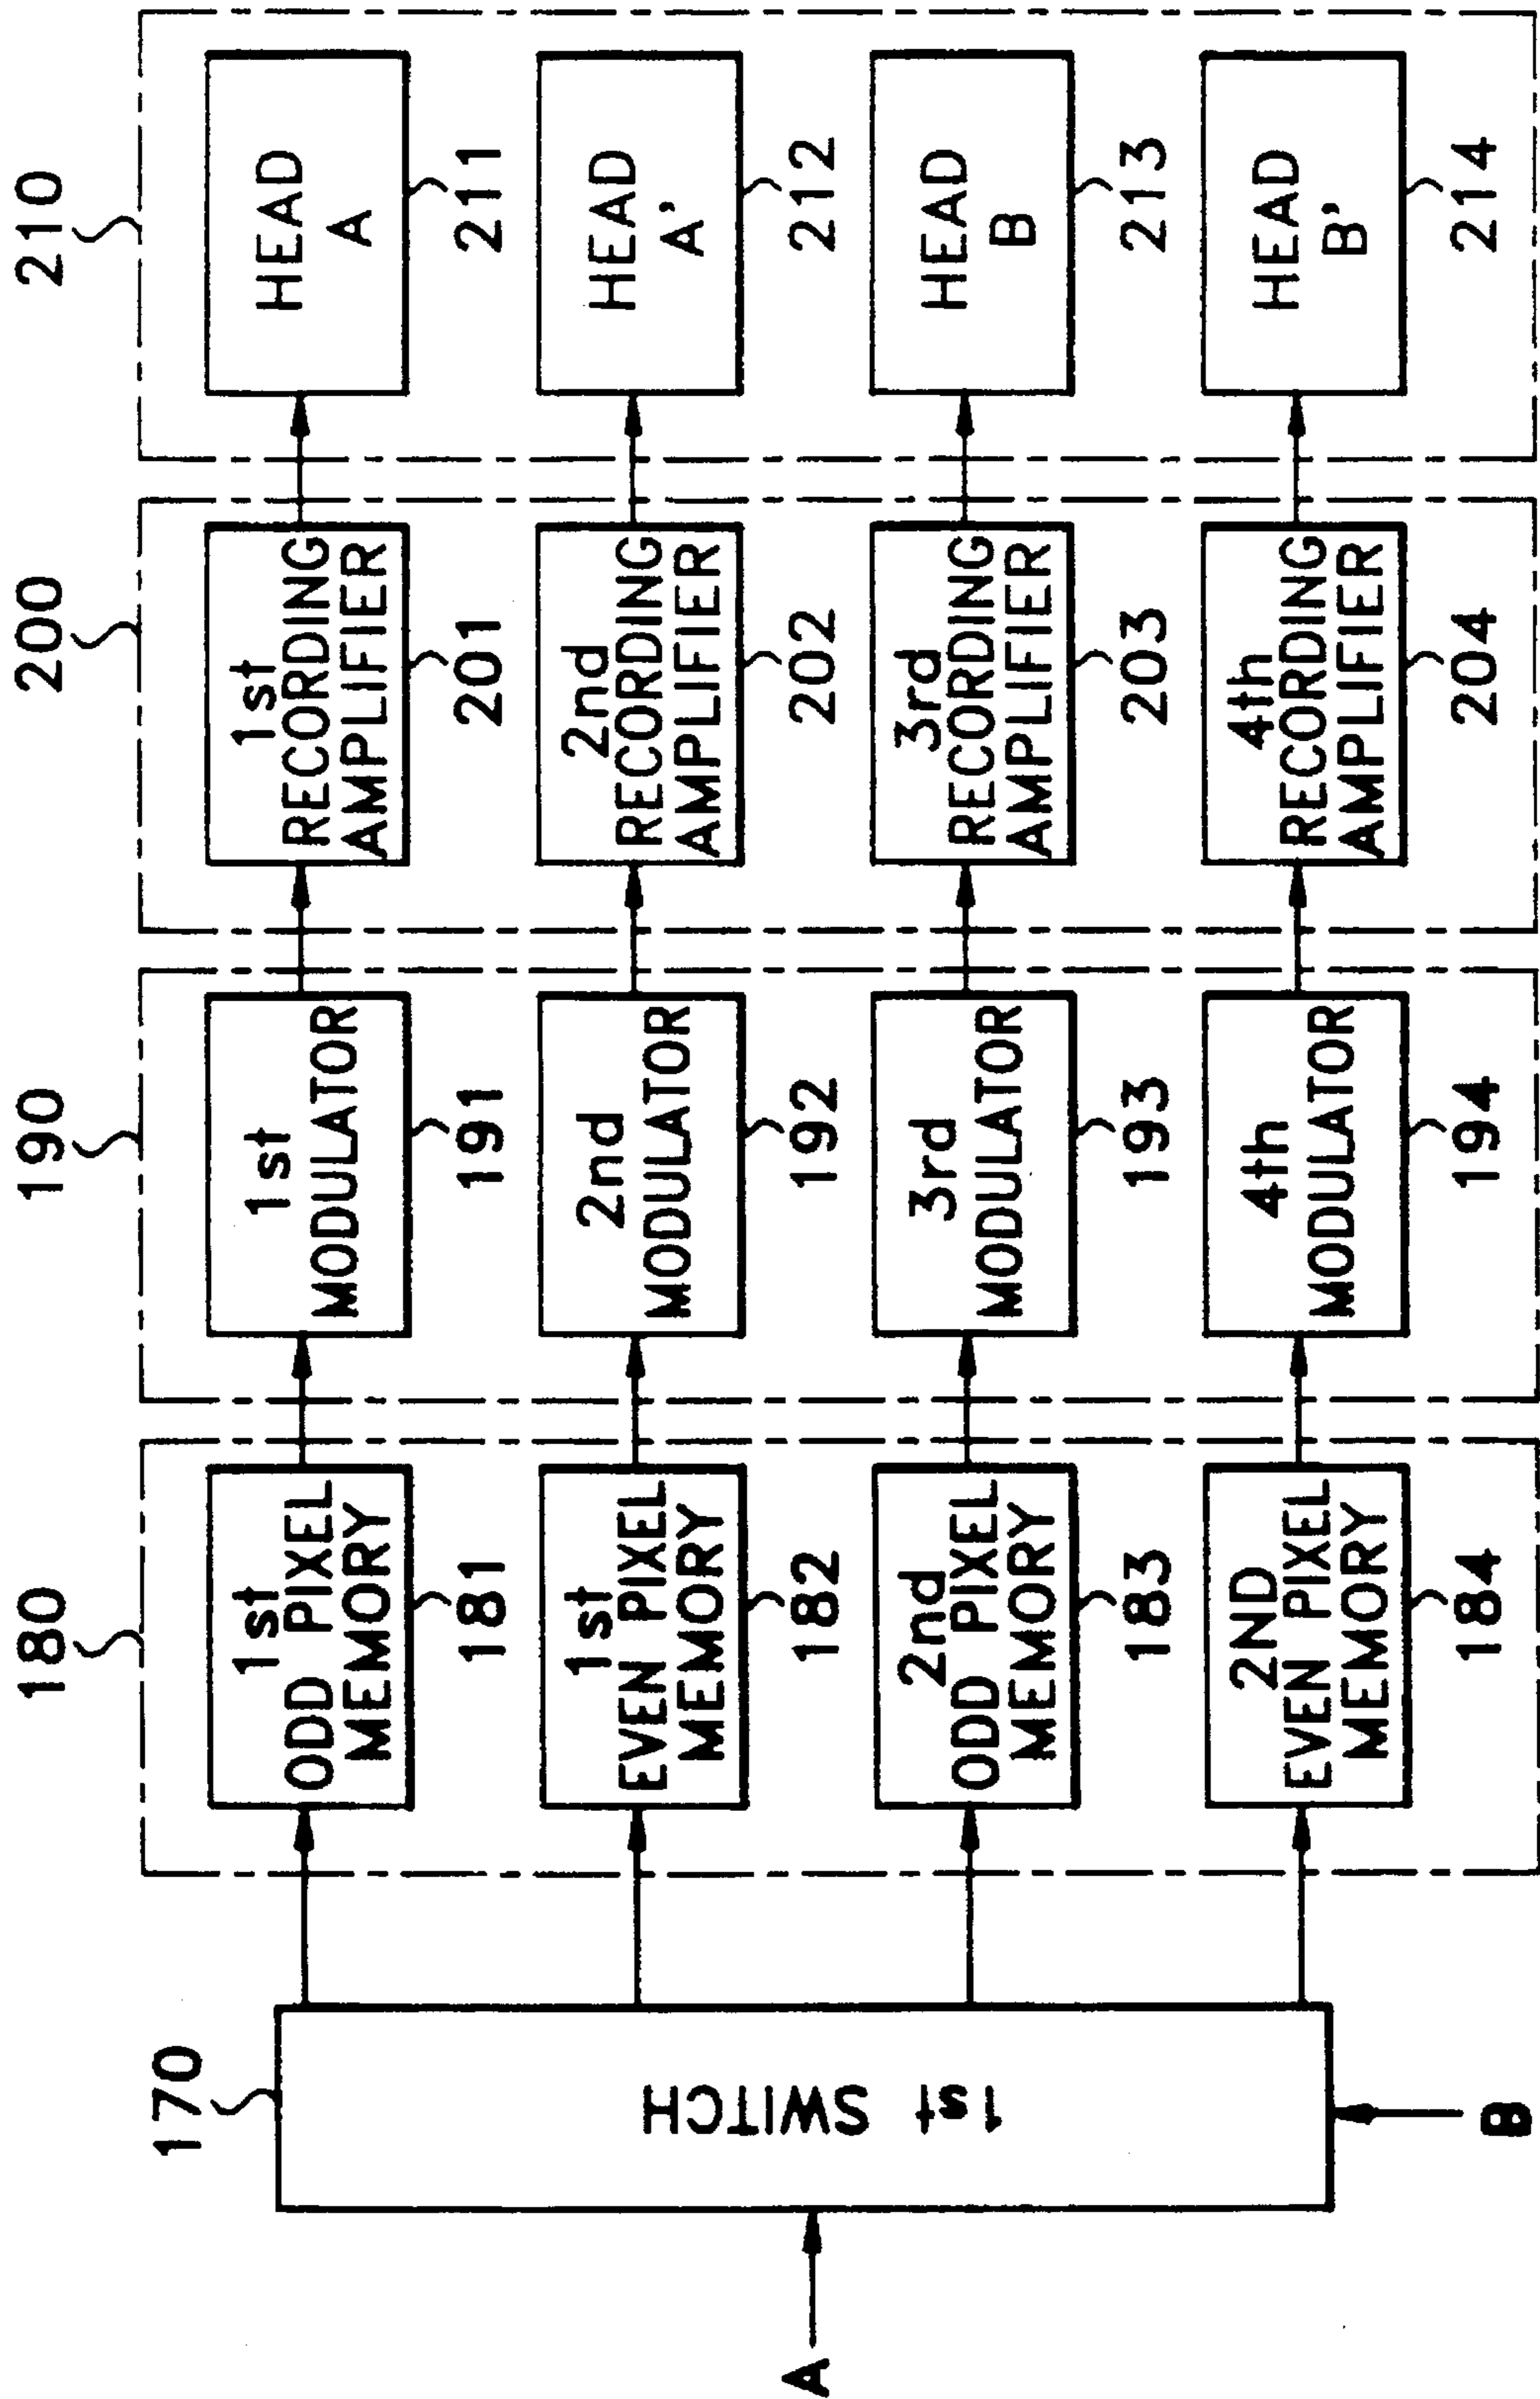 210
HEAD
A
211
HEAD
A'
212
HEAD
B
213
HEAD
B'
214
200
1st
RECORDING
AMPLIFIER
201
2nd
RECORDING
AMPLIFIER
202
3rd
RECORDING
AMPLIFIER
203
4th
RECORDING
AMPLIFIER
204
190
1st
MODULATOR
191
2nd
MODULATOR
192
3rd
MODULATOR
193
4th
MODULATOR
194
180
1st
ODD PIXEL
MEMORY
181
1st
EVEN PIXEL
MEMORY
182
2nd
ODD PIXEL
MEMORY
183
2ND
EVEN PIXEL
MEMORY
184
170
1st SWITCH
A
B